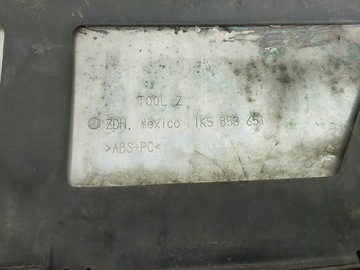 TOOL 2
ZDH. Mexico 1K5 853 651
>ABS+PC<